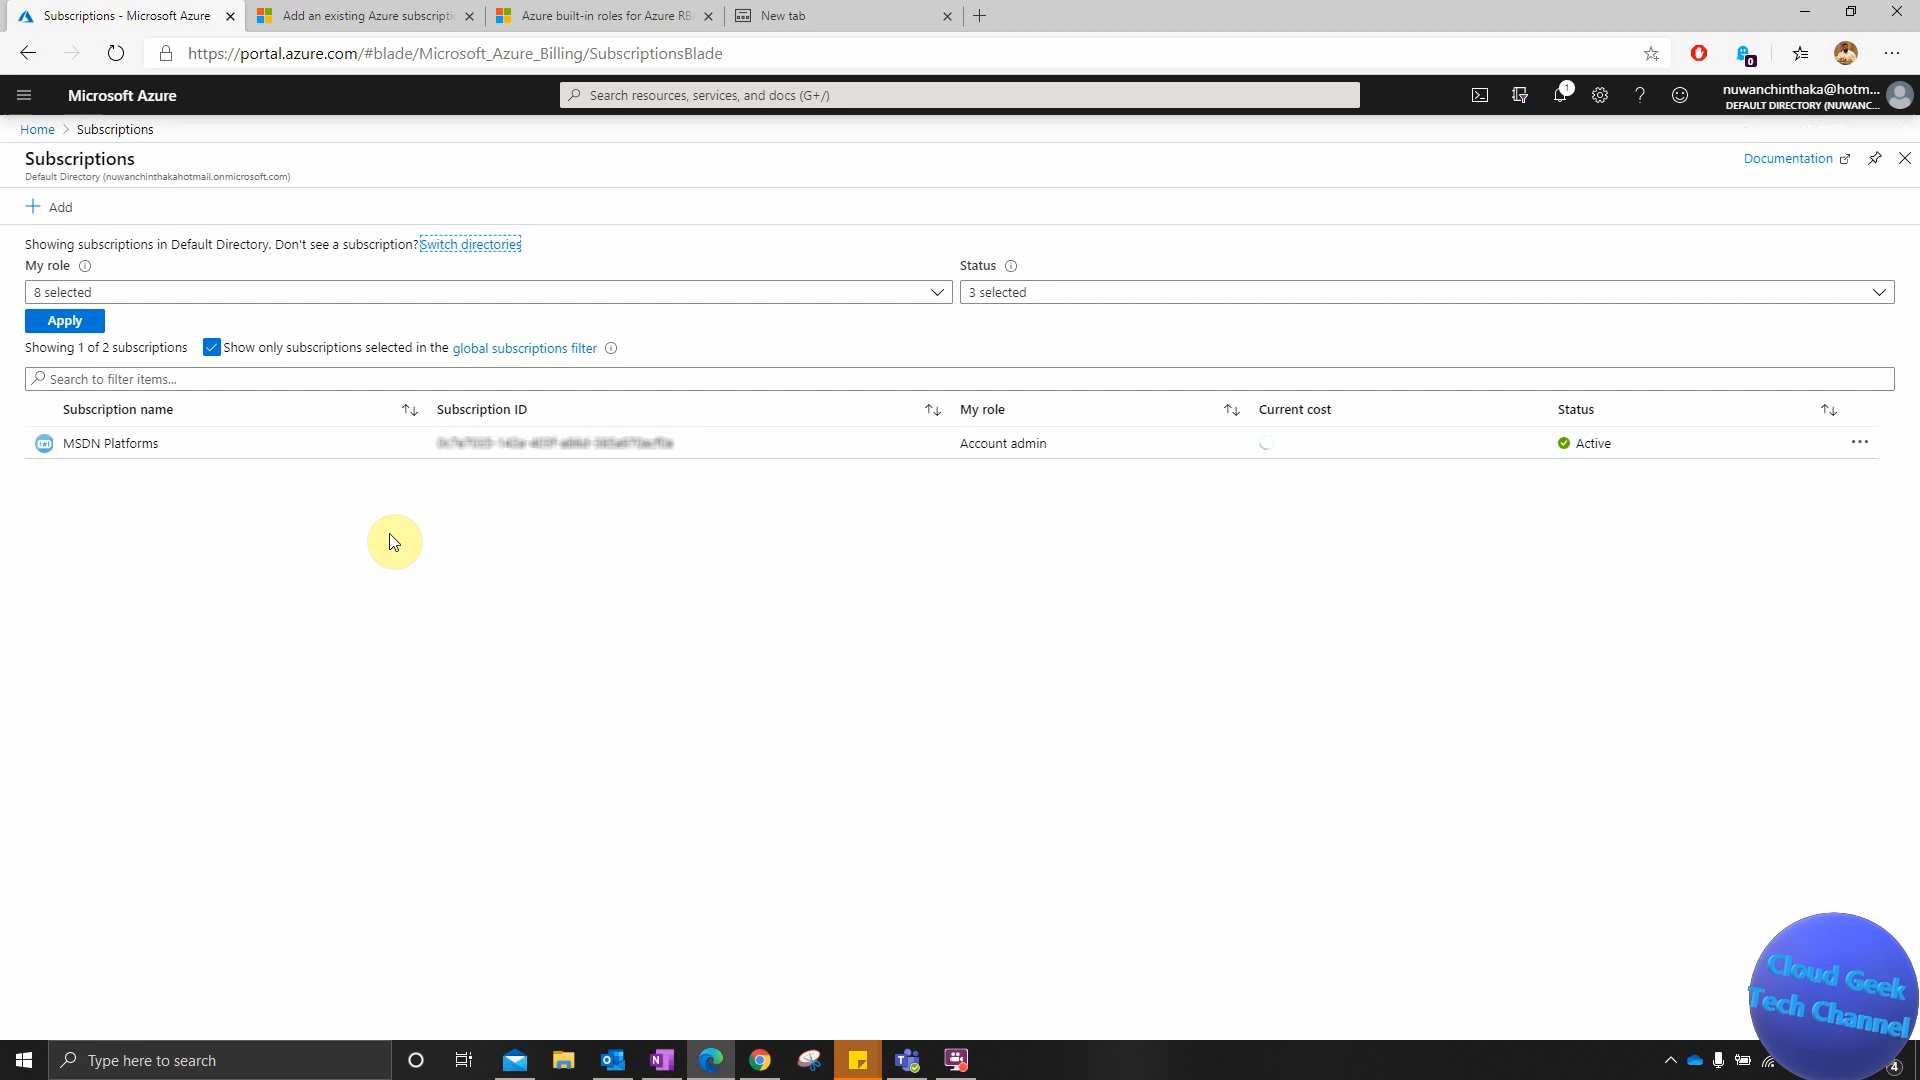 Subscriptions - Microsoft Azure
Add an existing Azure subscripti
Azure built-in roles for Azure RB
New tab
https://portal.azure.com/#blade/Microsoft_Azure_Billing/SubscriptionsBlade
0
Microsoft Azure
Search resources, services, and docs (G+/)
1
nuwanchinthaka@hotm...
DEFAULT DIRECTORY (NUWANC...
Home > Subscriptions
Subscriptions
Default Directory (nuwanchinthakahotmail.onmicrosoft.com)
Documentation
Add
Showing subscriptions in Default Directory. Don't see a subscription? Switch directories
My role
Status
8 selected
3 selected
Apply
Showing 1 of 2 subscriptions
Show only subscriptions selected in the global subscriptions filter
Search to filter items...
Subscription name
Subscription ID
My role
Current cost
Status
MSDN Platforms
Account admin
Active
Cloud Geek
Tech Channel
Type here to search
4